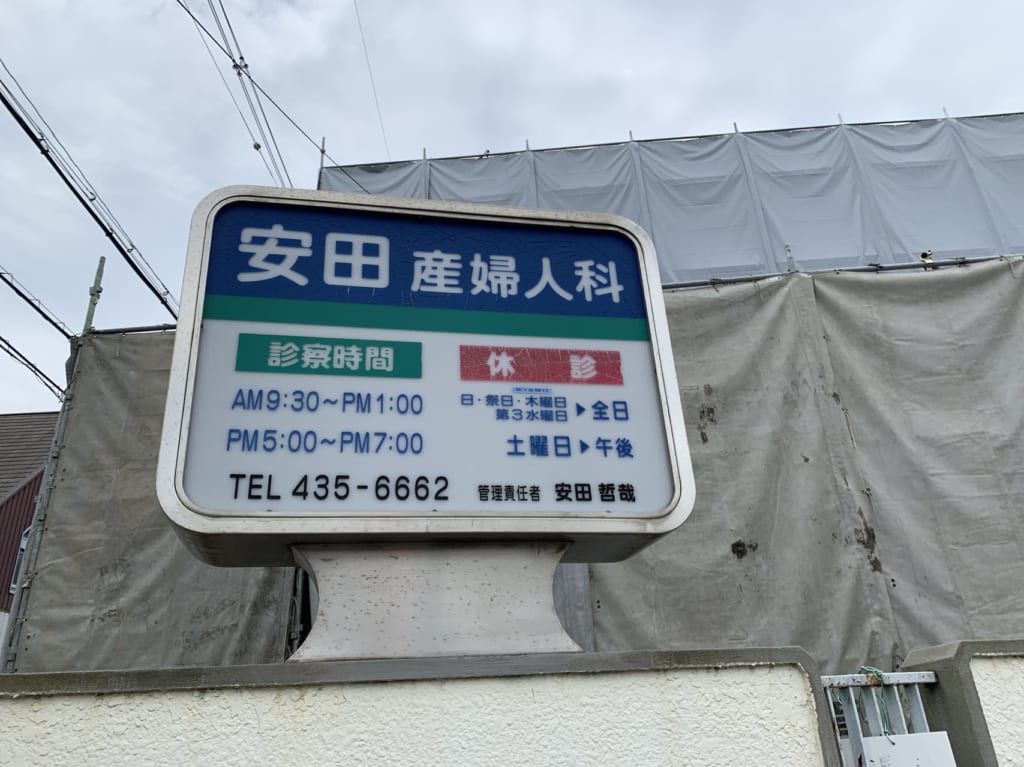 安田 産婦人科
診察時間
AM9:30～PM1:00
PM5:00～PM7:00
休 診
日・祭日・木曜日
第3水曜日
▶全日
土曜日▶午後
TEL 435-6662
管理責任者 安田 哲哉